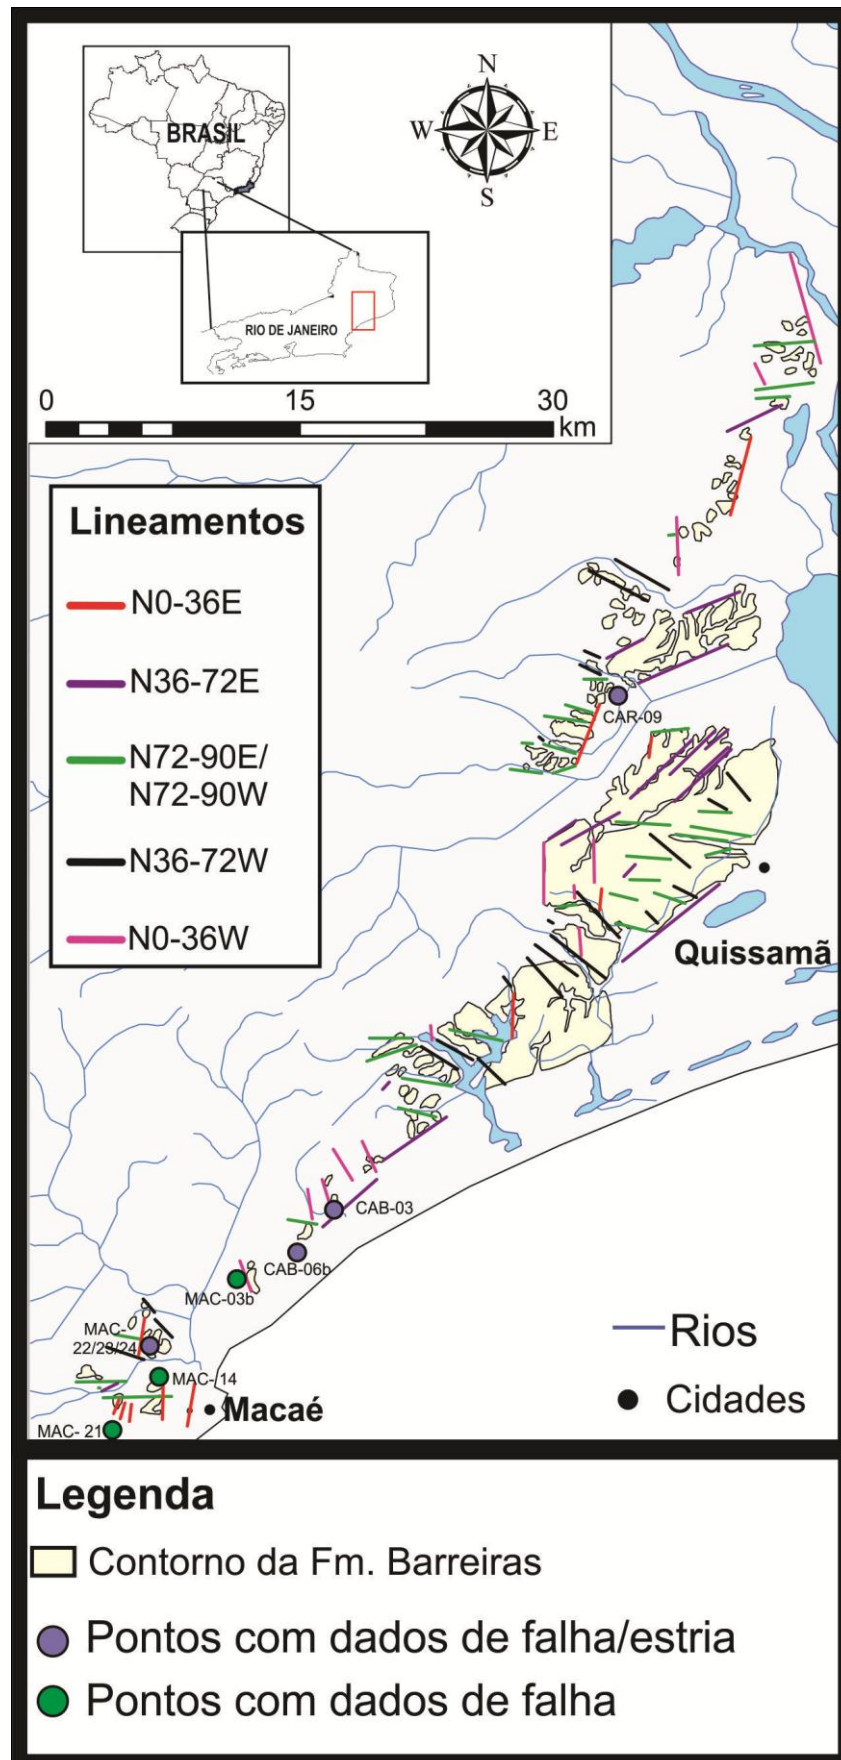 N
W
E
S
BRASIL
RIO DE JANEIRO
0
15
30
km
Lineamentos
N0-36E
N36-72E
N72-90E/
N72-90W
N36-72W
N0-36W
CAR-09
Quissamã
CAB-03
CAB-06b
MAC-03b
MAC-
22/23/24
MAC- 14
Macaé
MAC- 21
Rios
Cidades
Legenda
Contorno da Fm. Barreiras
Pontos com dados de falha/estria
Pontos com dados de falha